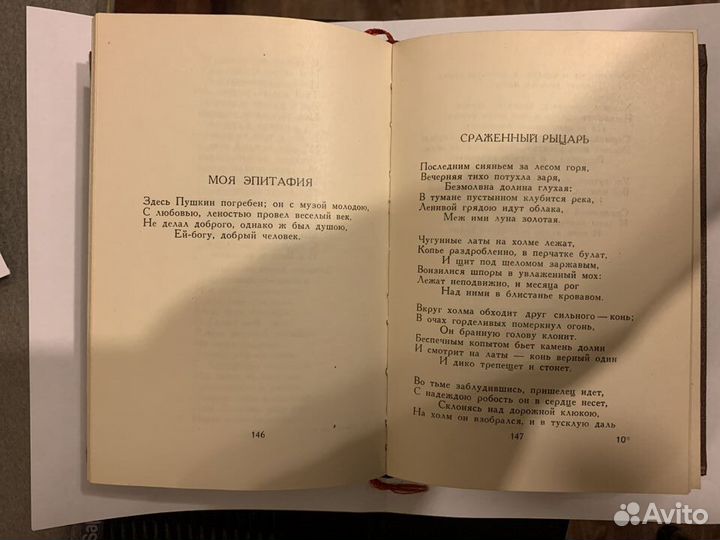 МОЯ ЭПИТАФИЯ
Здесь Пушкин погребен; он с музой молодою,
С любовью, леностью провел веселый век,
Не делал доброго, однако ж был душою,
Ей-богу, добрый человек.
146
СРАЖЕННЫЙ РЫЦАРЬ
Последним сияньем за лесом горя,
Вечерняя тихо потухла заря,
Безмолвна долина глухая:
В тумане пустынном клубится река,
Ленивой грядою идут облака,
Меж ими луна золотая.
Чугунные латы на холме лежат,
Копье раздробленно, в перчатке булат,
И щит под шеломом заржавым,
Вонзилися шпоры в увлаженный мох:
Лежат неподвижно, и месяца рог
Над ними в блистанье кровавом.
Вкруг холма обходит друг сильного — конь;
В очах горделивых померкнул огонь,
Он бранную голову клонит.
Беспечным копытом бьет камень долин
И смотрит на латы — конь верный один
И дико трепещет и стонет.
Во тьме заблудившись, пришелец идет,
С надеждою робость он в сердце несет,
Склонясь над дорожной клюкою,
На холм он взобрался, и в тусклую даль
147
10*
Avito